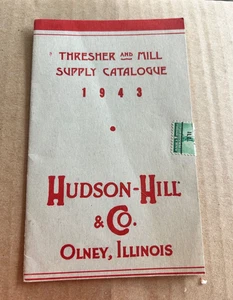 Thresher and Mill
Supply Catalogue
1943
Hudson-Hill
& Co.
Olney, Illinois